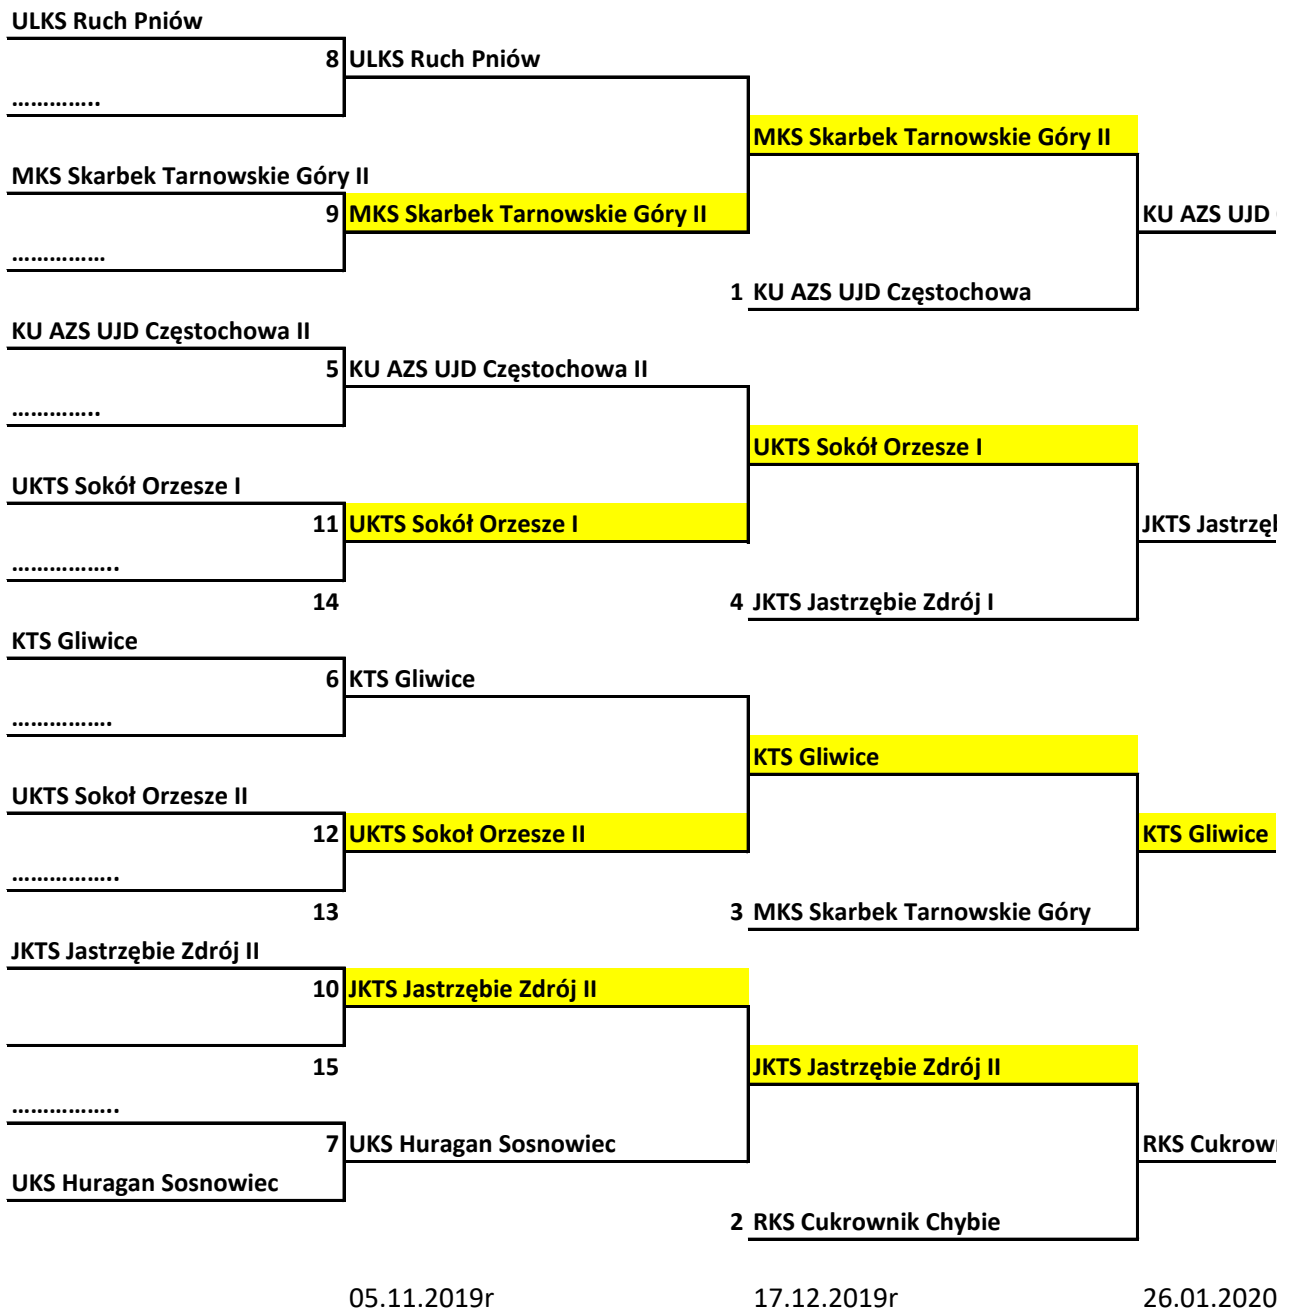 ULKS Ruch Pniów
8 ULKS Ruch Pniów
…………..
MKS Skarbek Tarnowskie Góry II
MKS Skarbek Tarnowskie Góry II
9 MKS Skarbek Tarnowskie Góry II
KU AZS UJD
……………
1 KU AZS UJD Częstochowa
KU AZS UJD Częstochowa II
5 KU AZS UJD Częstochowa II
…………..
UKTS Sokół Orzesze I
UKTS Sokół Orzesze I
11 UKTS Sokół Orzesze I
JKTS Jastrzęb
……………..
14
4 JKTS Jastrzębie Zdrój I
KTS Gliwice
6 KTS Gliwice
…………….
KTS Gliwice
UKTS Sokoł Orzesze II
12 UKTS Sokoł Orzesze II
KTS Gliwice
……………..
13
3 MKS Skarbek Tarnowskie Góry
JKTS Jastrzębie Zdrój II
10 JKTS Jastrzębie Zdrój II
15
JKTS Jastrzębie Zdrój II
……………..
7 UKS Huragan Sosnowiec
RKS Cukrown
UKS Huragan Sosnowiec
2 RKS Cukrownik Chybie
05.11.2019r
17.12.2019r
26.01.2020